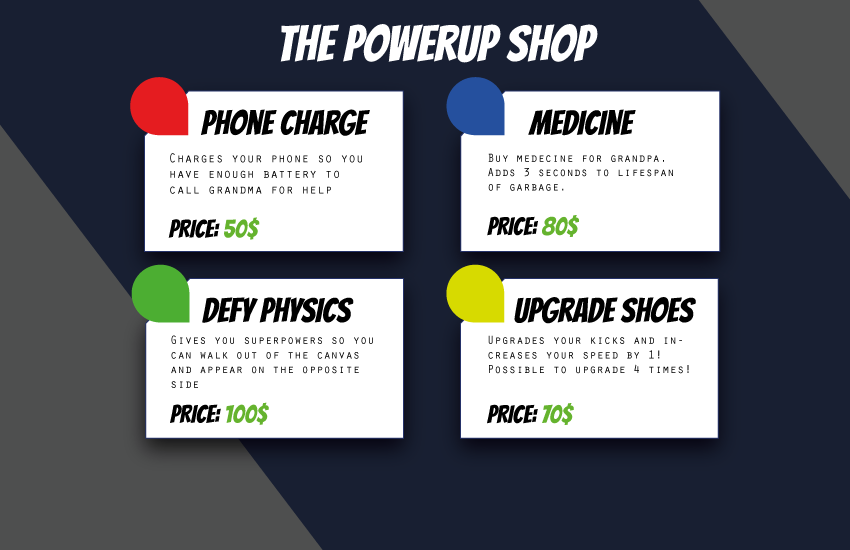 THE POWERUP SHOP
PHONE CHARGE
Charges your phone so you
have enough battery to
call grandma for help
PRICE: 50$
MEDICINE
Buy medecine for grandpa.
Adds 3 seconds to lifespan
of garbage.
PRICE: 80$
DEFY PHYSICS
Gives you superpowers so you
can walk out of the canvas
and appear on the opposite
side
PRICE: 100$
UPGRADE SHOES
Upgrades your kicks and in-
creases your speed by 1!
Possible to upgrade 4 times!
PRICE: 70$